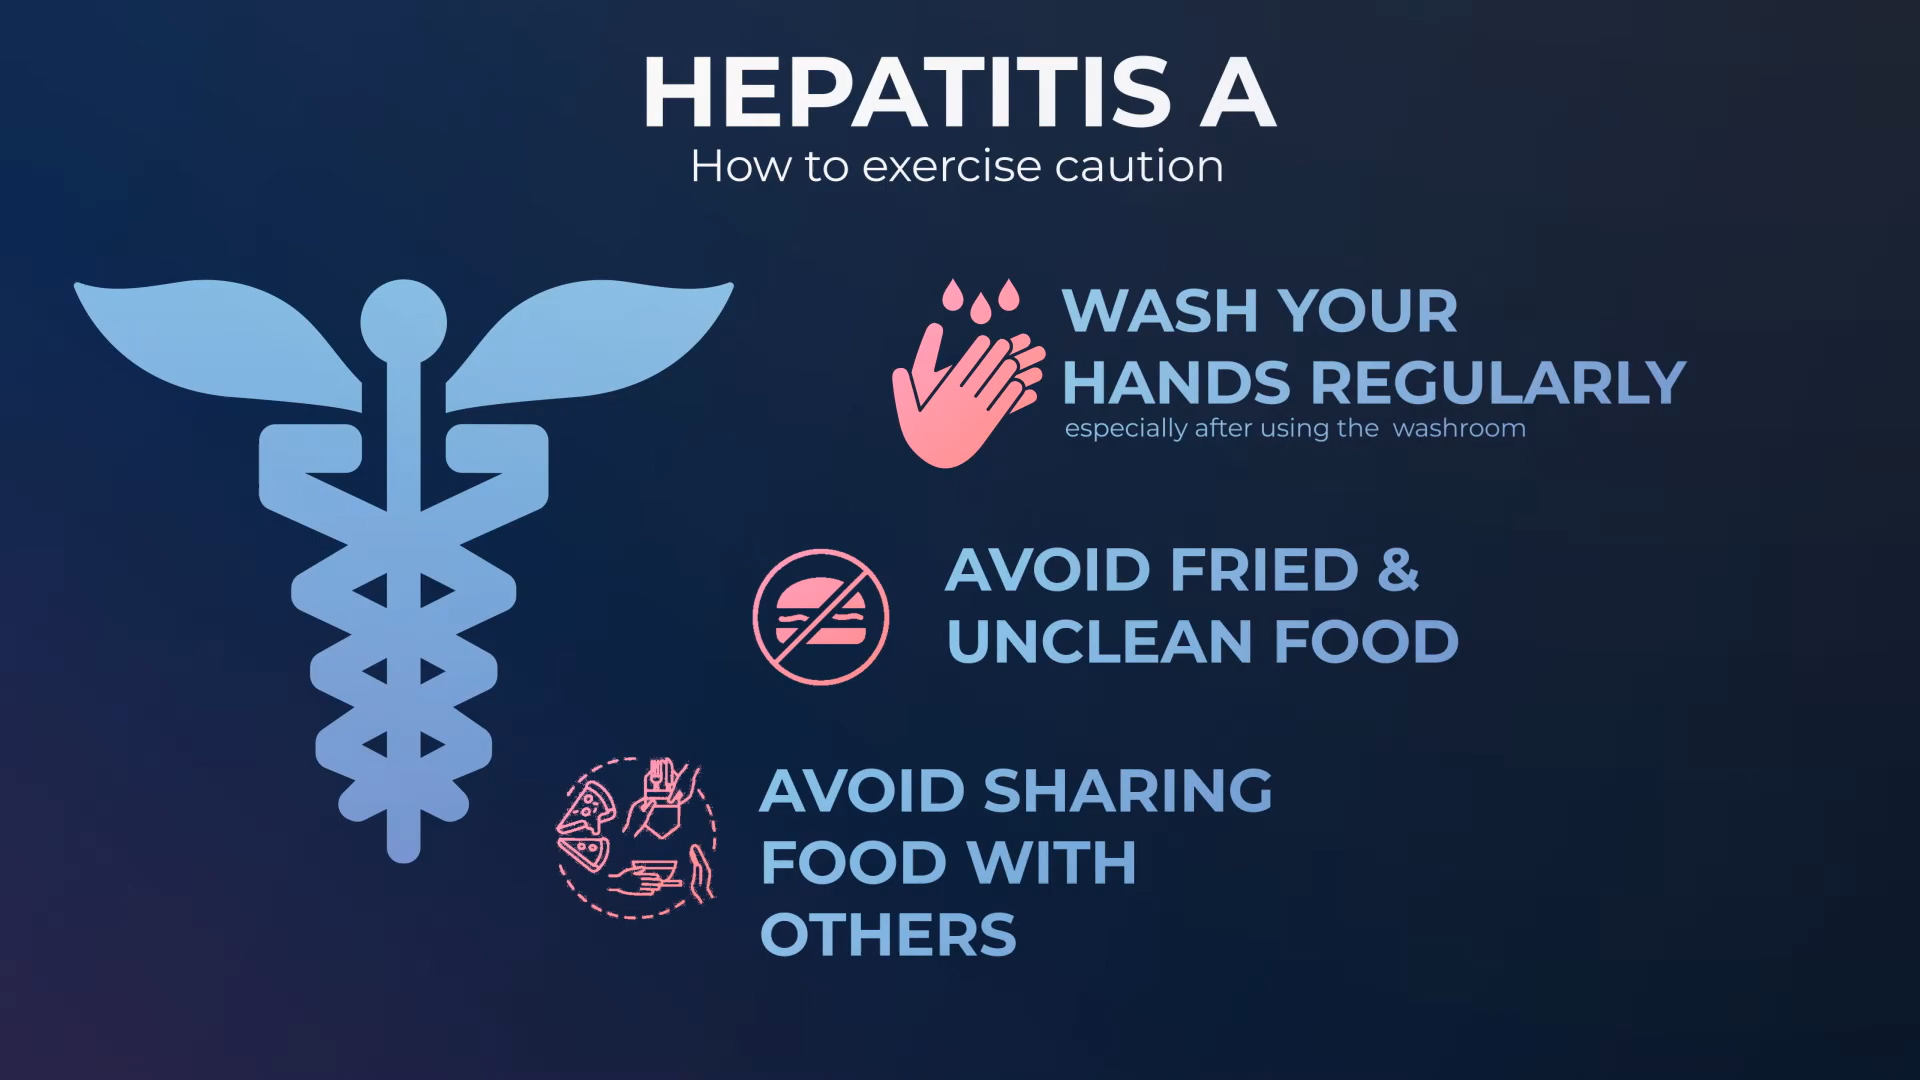 HEPATITIS A
How to exercise caution
WASH YOUR
HANDS REGULARLY
especially after using the  washroom
AVOID FRIED &
UNCLEAN FOOD
AVOID SHARING
FOOD WITH
OTHERS